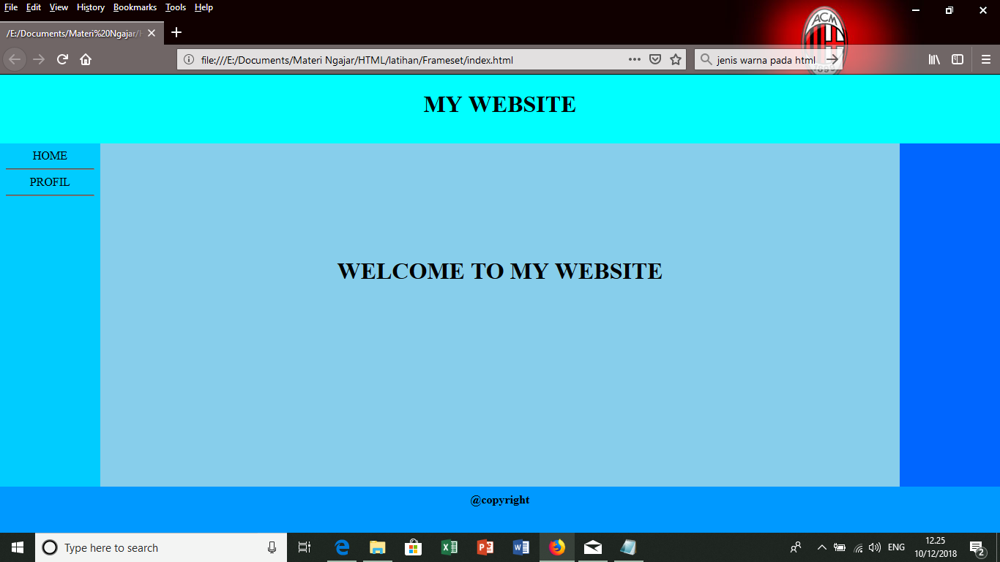 File Edit View History Bookmarks Tools Help
/E:/Documents/Materi%20Ngajar/
file:///E:/Documents/Materi Ngajar/HTML/latihan/Frameset/index.html
jenis warna pada html
ACM
1899
MY WEBSITE
HOME
PROFIL
WELCOME TO MY WEBSITE
@copyright
Type here to search
ENG
12.25
10/12/2018
2